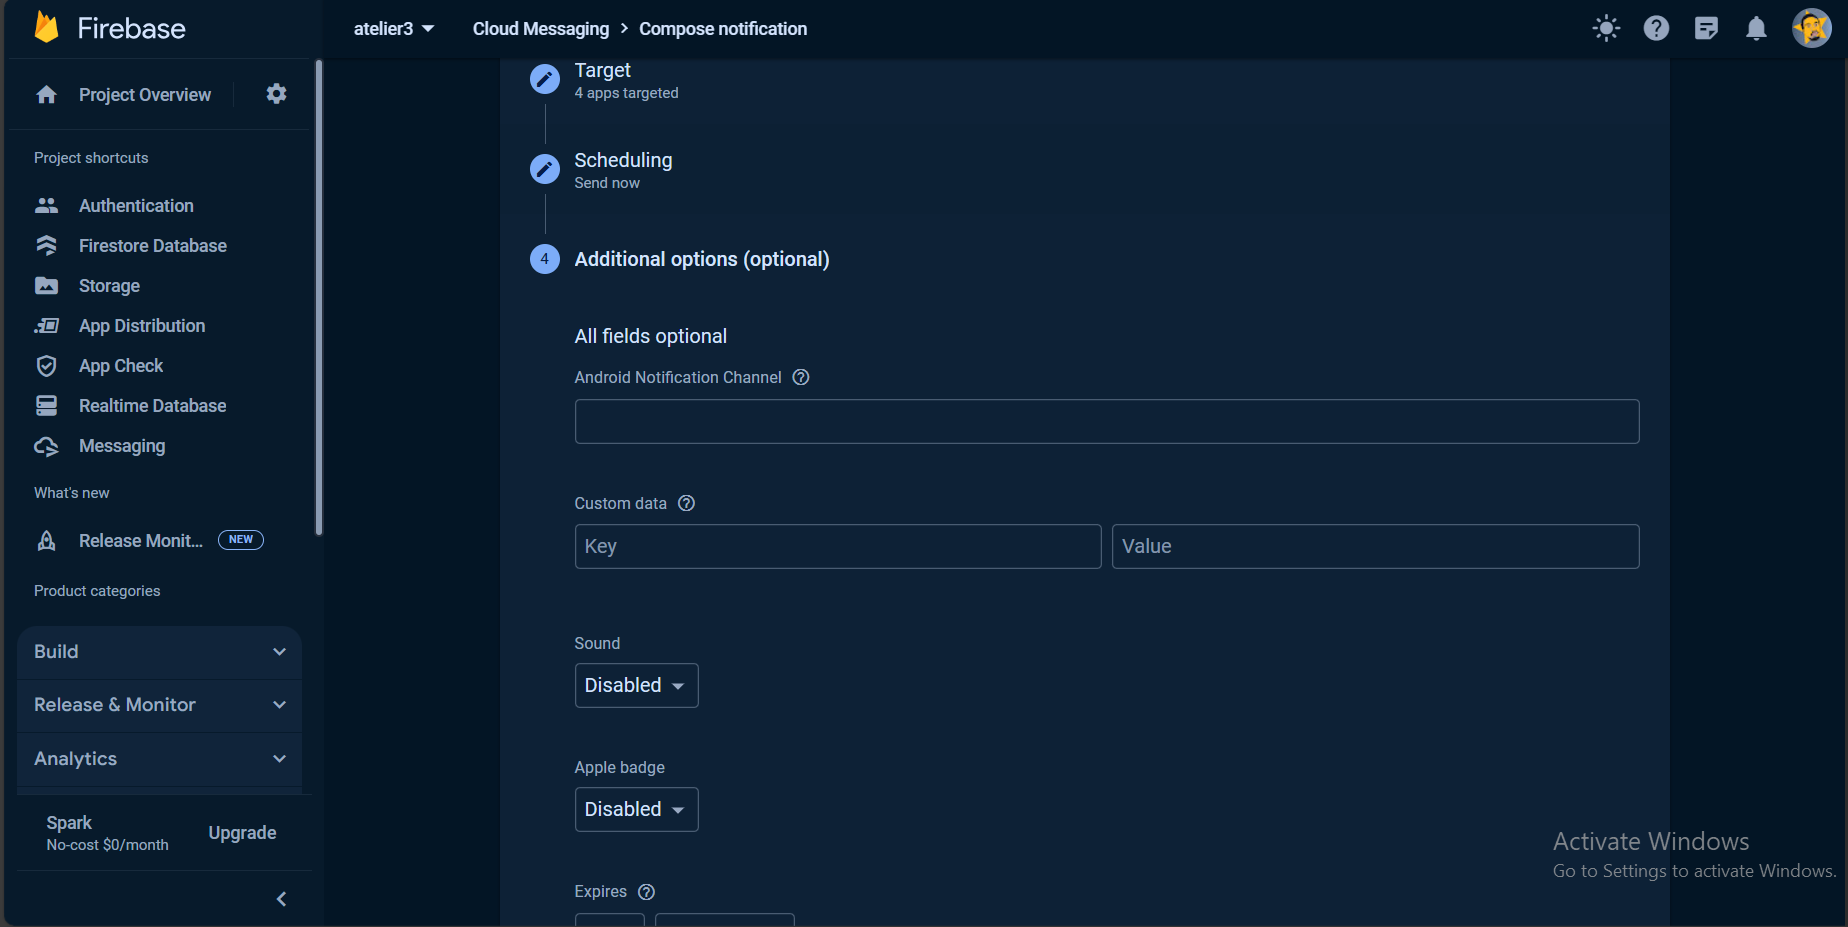 Firebase
atelier3
Cloud Messaging > Compose notification
Project Overview
Project shortcuts
Authentication
Firestore Database
Storage
App Distribution
App Check
Realtime Database
Messaging
What's new
Release Monit... NEW
Product categories
Build
Release & Monitor
Analytics
Spark
No-cost $0/month
Upgrade
Target
4 apps targeted
Scheduling
Send now
4 Additional options (optional)
All fields optional
Android Notification Channel
Custom data
Key
Value
Sound
Disabled
Apple badge
Disabled
Expires
Activate Windows
Go to Settings to activate Windows.